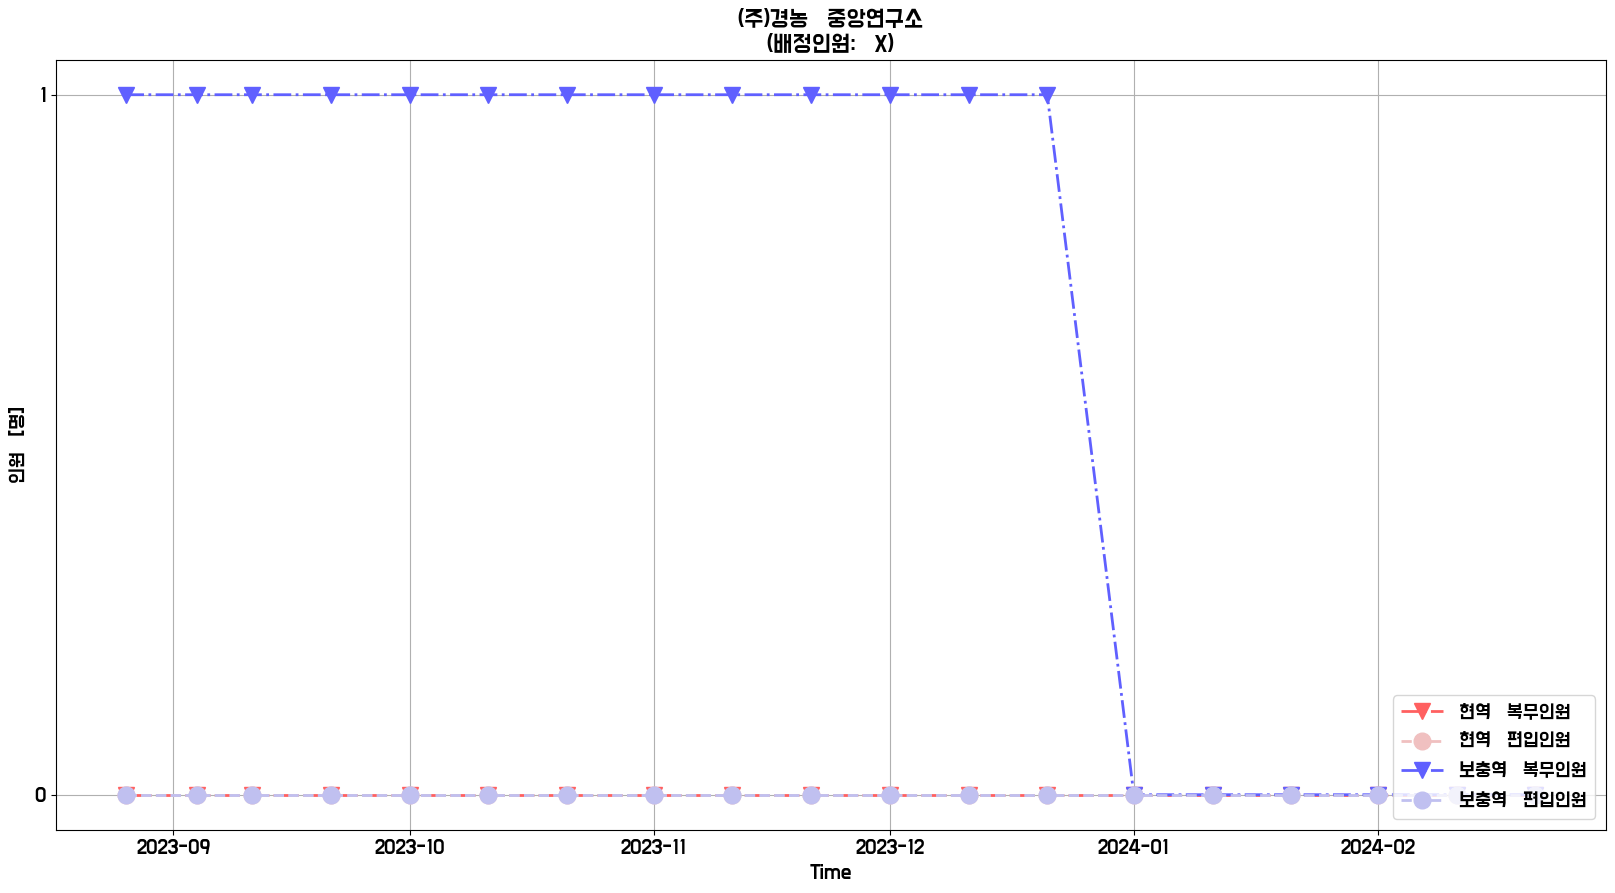 (주)경농 중앙연구소
(배정인원: X)
1
0
인원 [명]
2023-09 2023-10 2023-11 2023-12 2024-01 2024-02
Time
현역 복무인원
현역 편입인원
보충역 복무인원
보충역 편입인원